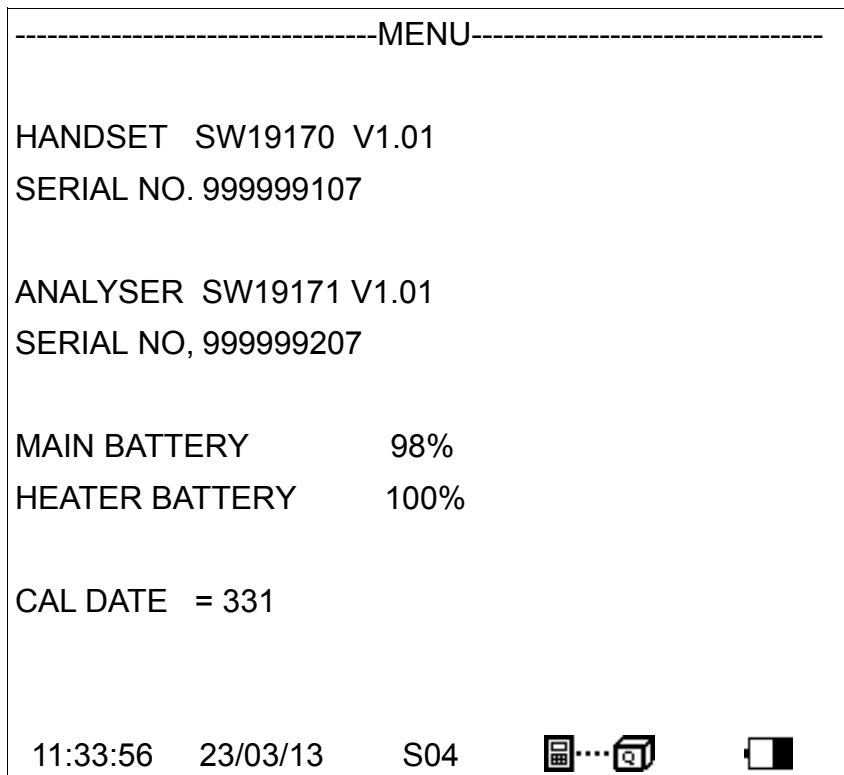 ----------------------------------MENU---------------------------------
HANDSET SW19170 V1.01
SERIAL NO. 999999107
ANALYSER SW19171 V1.01
SERIAL NO, 999999207
MAIN BATTERY 98%
HEATER BATTERY 100%
CAL DATE = 331
11:33:56 23/03/13 S04 Q